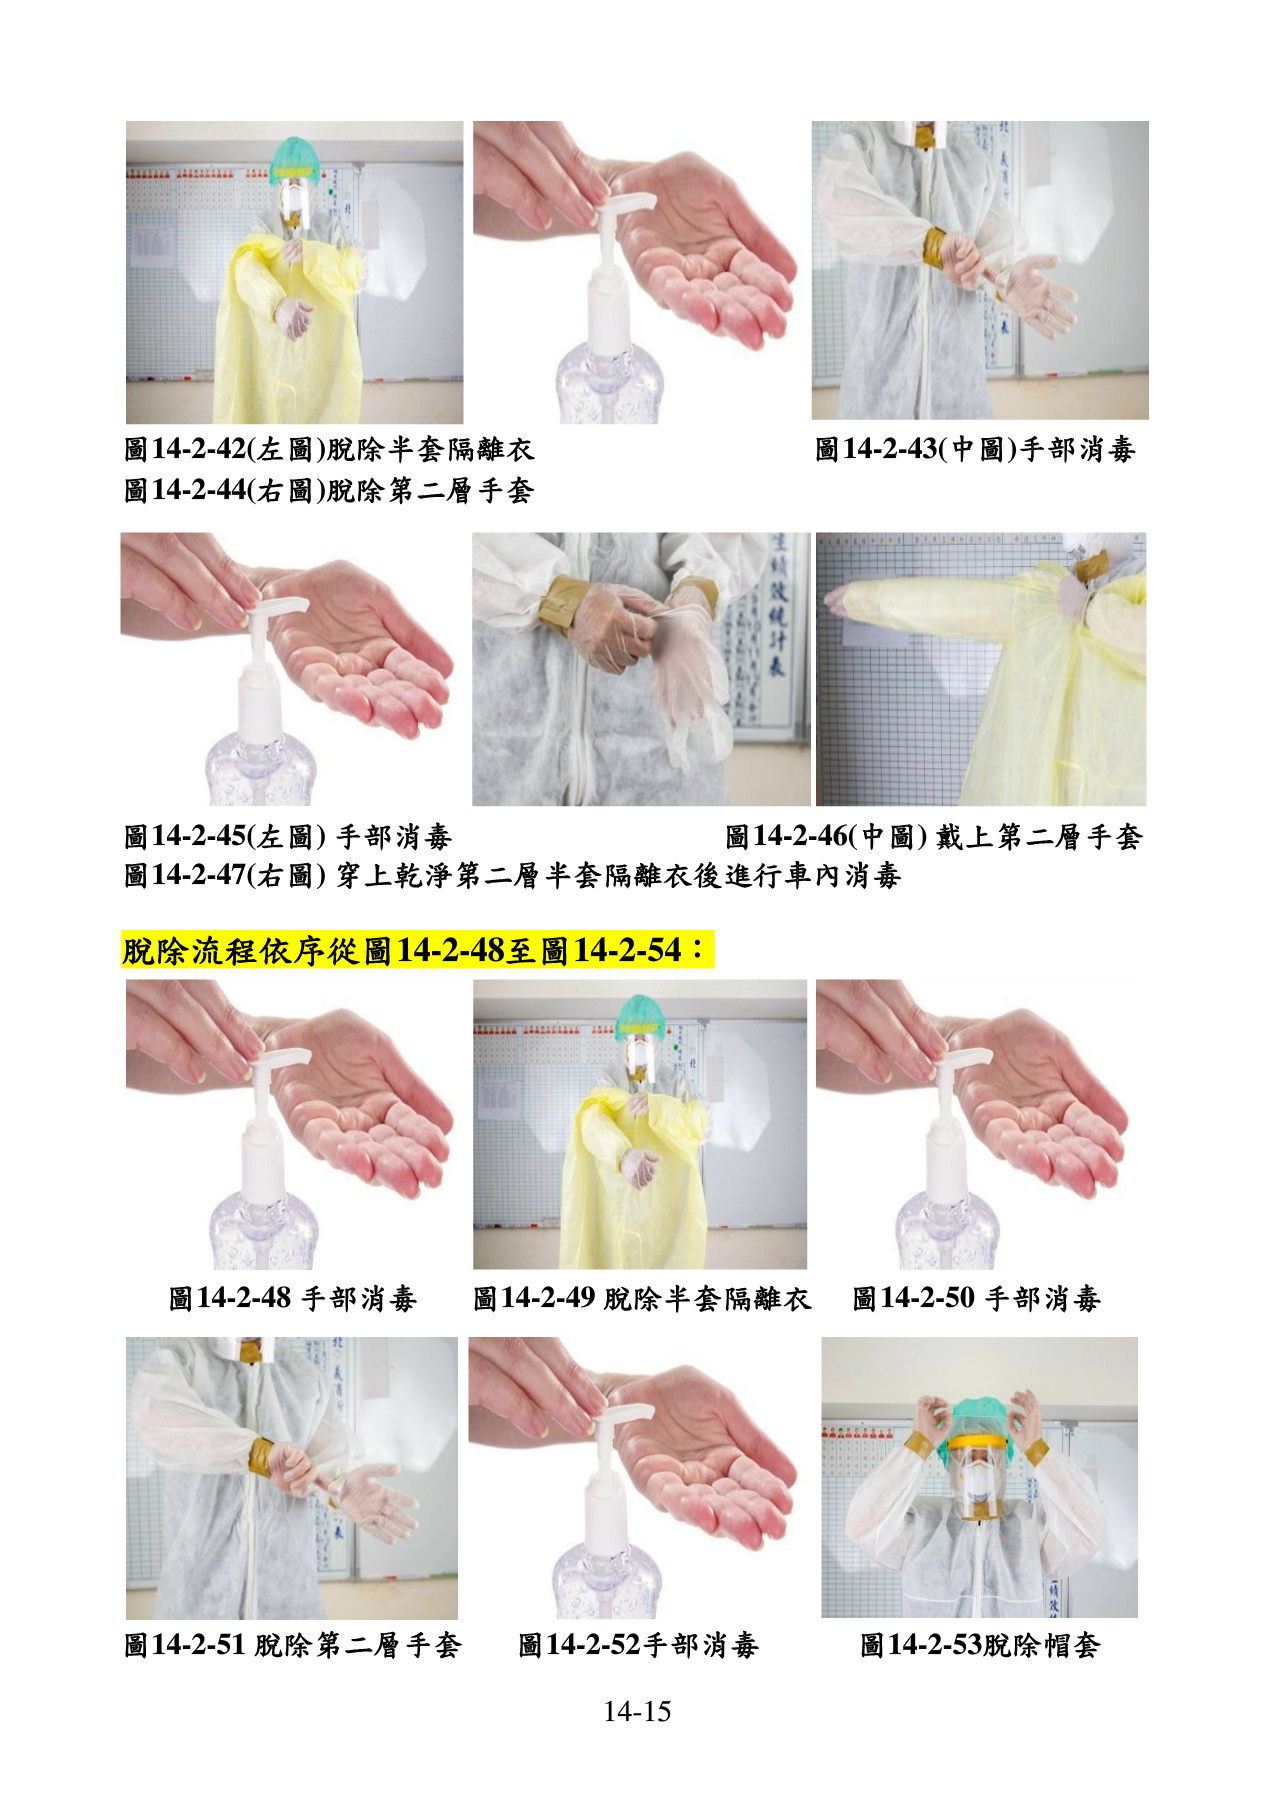 圖14-2-42(左圖)脫除半套隔離衣 圖14-2-43(中圖)手部消毒
圖14-2-44(右圖)脫除第二層手套
圖14-2-45(左圖) 手部消毒 圖14-2-46(中圖) 戴上第二層手套
圖14-2-47(右圖) 穿上乾淨第二層半套隔離衣後進行車內消毒
脫除流程依序從圖14-2-48至圖14-2-54：
圖14-2-48 手部消毒 圖14-2-49 脫除半套隔離衣 圖14-2-50 手部消毒
圖14-2-51 脫除第二層手套 圖14-2-52手部消毒 圖14-2-53脫除帽套
14-15